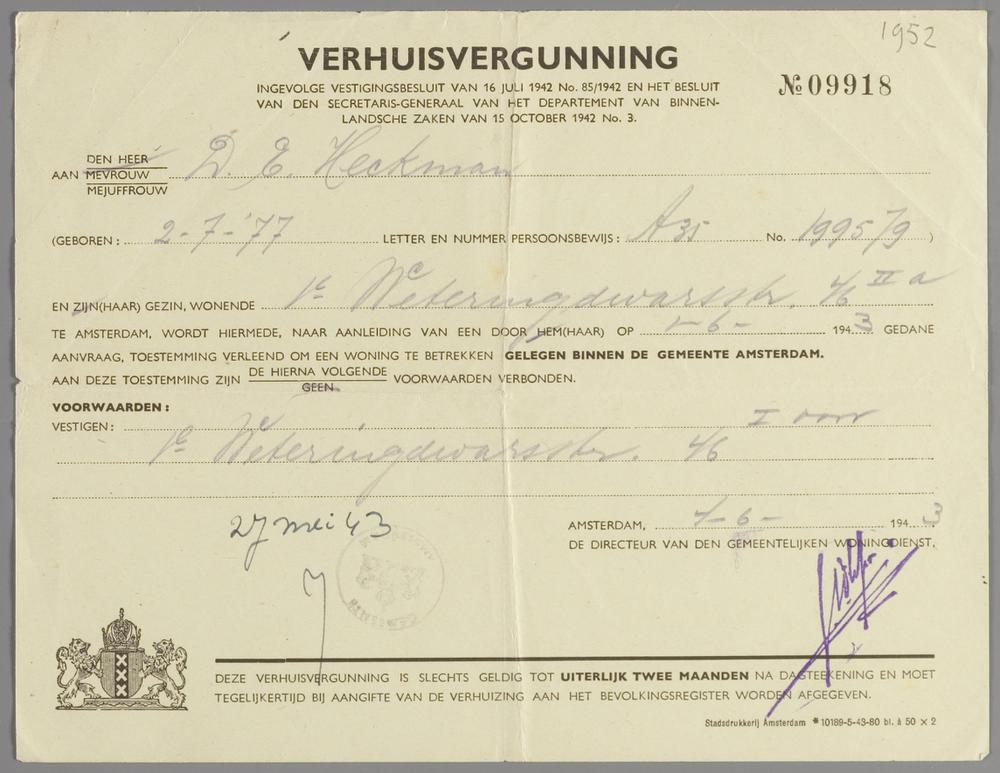 1952
VERHUISVERGUNNING
№ 09918
INGEVOLGE VESTIGINGSBESLUIT VAN 16 JULI 1942 No. 85/1942 EN HET BESLUIT
VAN DEN SECRETARIS-GENERAAL VAN HET DEPARTEMENT VAN BINNEN-
LANDSCHE ZAKEN VAN 15 OCTOBER 1942 No. 3.
DEN HEER
AAN MEVROUW D. E. Heckman
MEJUFFROUW
(GEBOREN: 2-7-'77 LETTER EN NUMMER PERSOONSBEWIJS: A 35 No. 199579 )
EN ZIJN(HAAR) GEZIN, WONENDE 1e Weteringdwarsstr. 4/6 II a
TE AMSTERDAM, WORDT HIERMEDE, NAAR AANLEIDING VAN EEN DOOR HEM(HAAR) OP 1-6- 1943 GEDANE
AANVRAAG, TOESTEMMING VERLEEND OM EEN WONING TE BETREKKEN GELEGEN BINNEN DE GEMEENTE AMSTERDAM.
AAN DEZE TOESTEMMING ZIJN DE HIERNA VOLGENDE VOORWAARDEN VERBONDEN.
GEEN
VOORWAARDEN:
VESTIGEN:
1e Weteringdwarsstr. 4/6 I voor
27 mei 43
AMSTERDAM, 1-6- 1943
DE DIRECTEUR VAN DEN GEMEENTELIJKEN WONINGDIENST,
DEZE VERHUISVERGUNNING IS SLECHTS GELDIG TOT UITERLIJK TWEE MAANDEN NA DAGTEEKENING EN MOET
TEGELIJKERTIJD BIJ AANGIFTE VAN DE VERHUIZING AAN HET BEVOLKINGSREGISTER WORDEN AFGEGEVEN.
Stadsdrukkerij Amsterdam *10189-5-43-80 bl. à 50 × 2